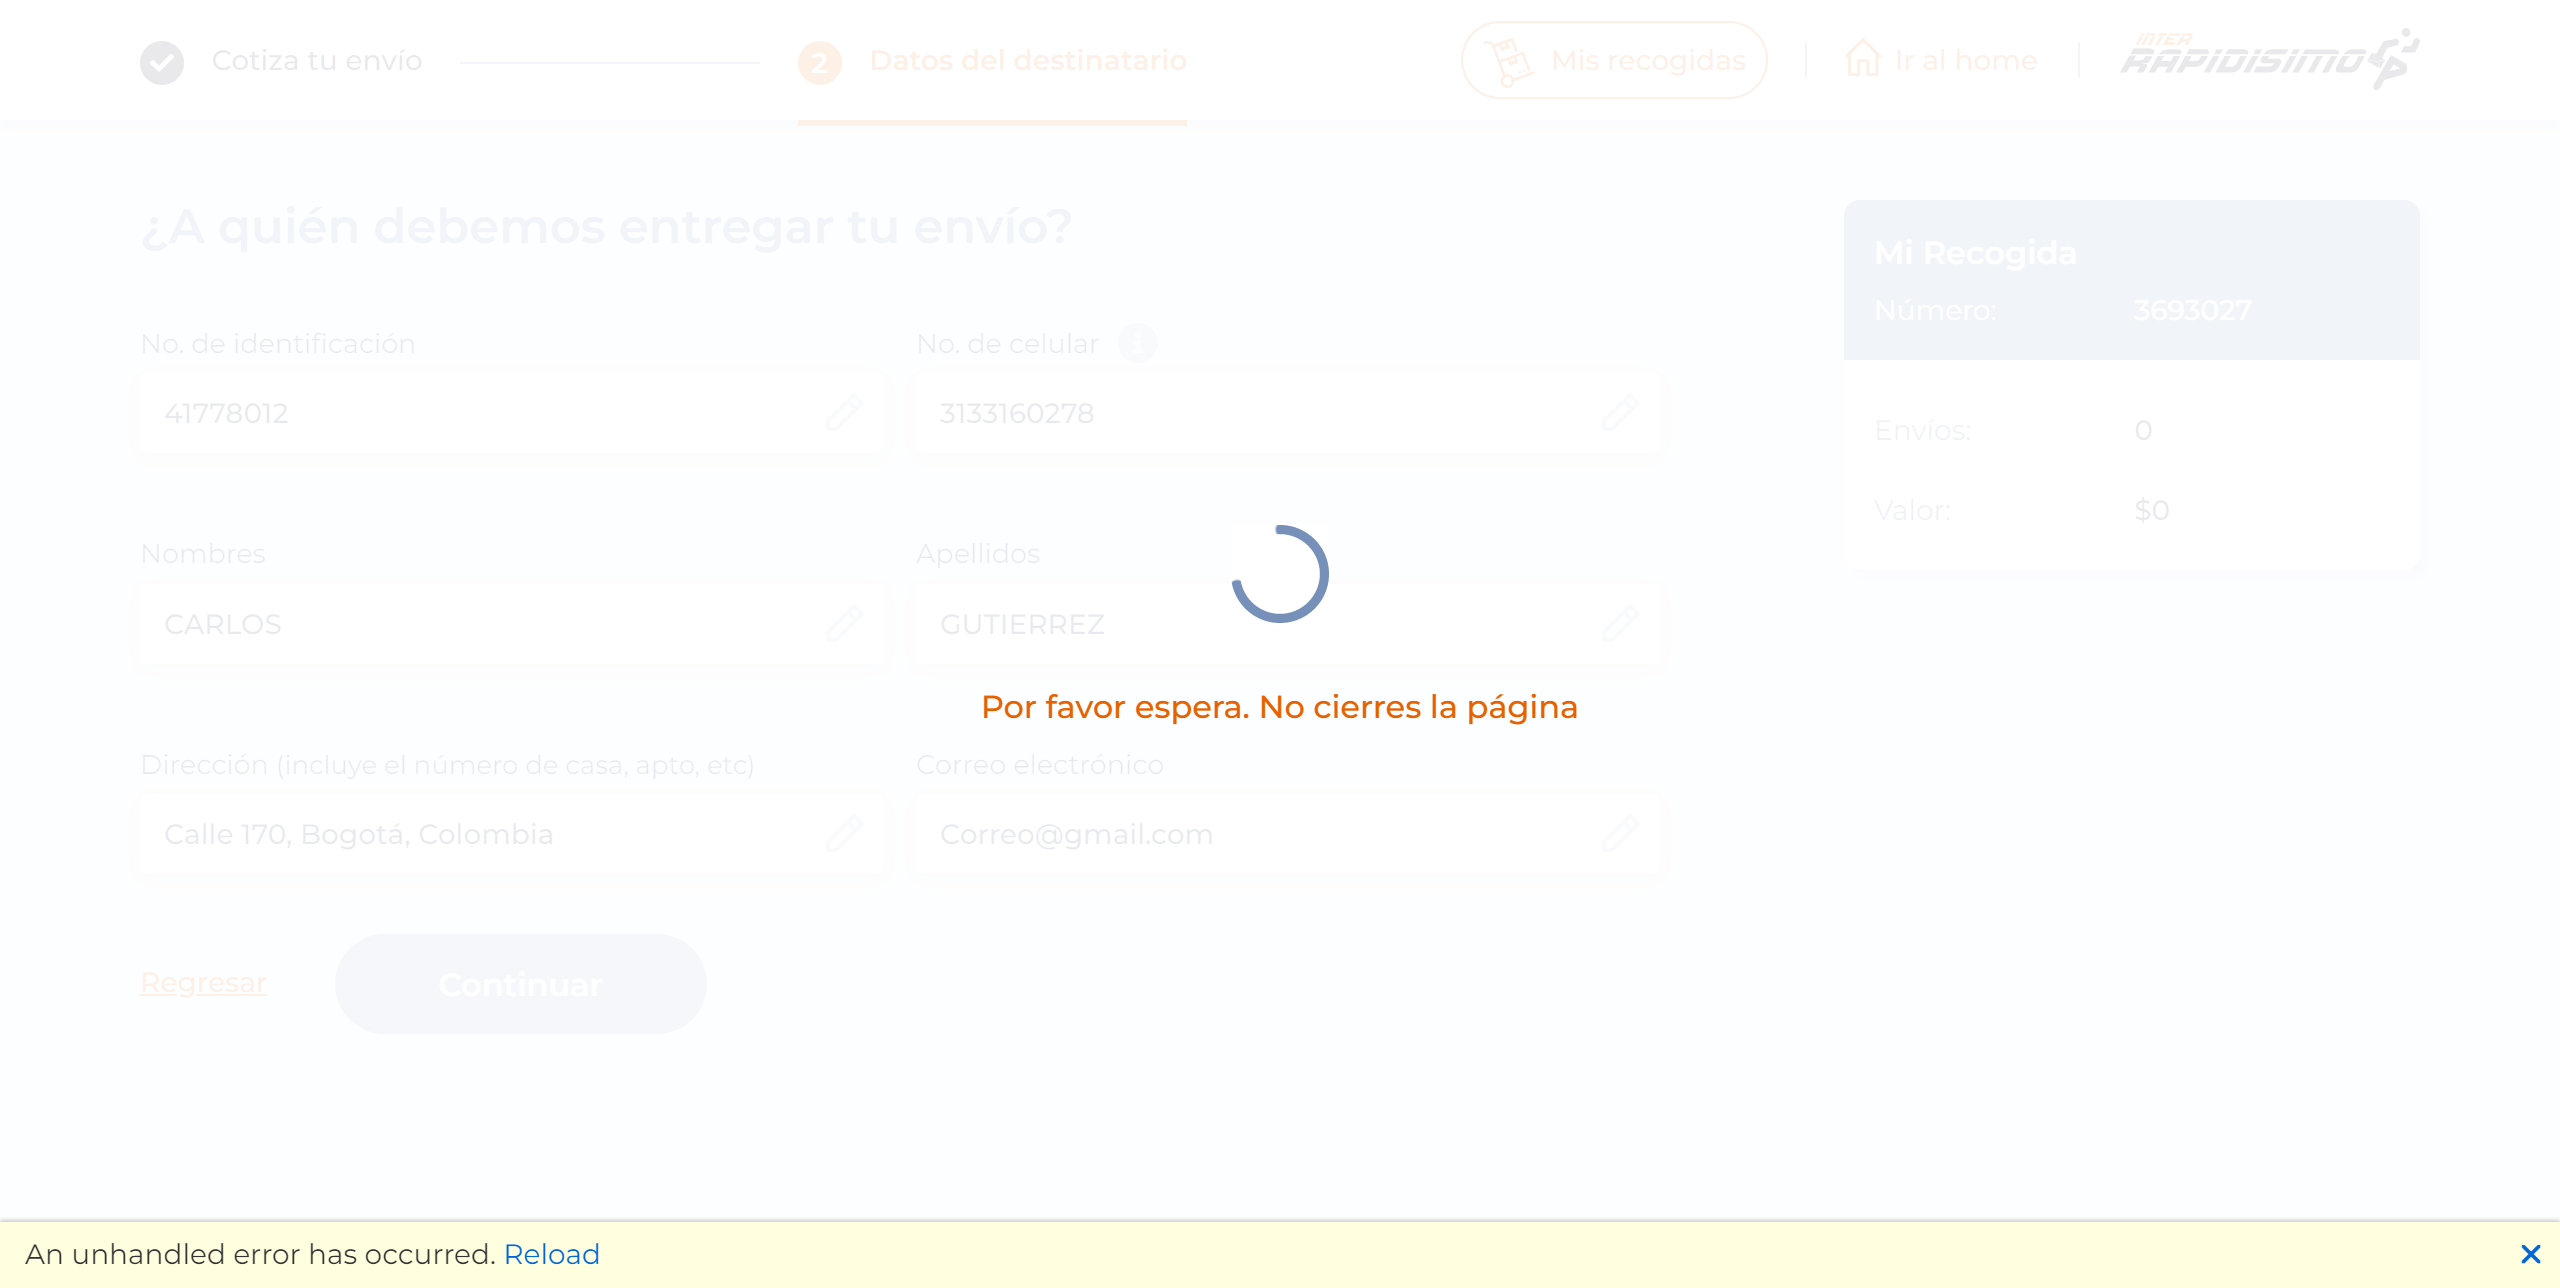 Cotiza tu envío
2 Datos del destinatario
Mis recogidas
Ir al home
INTER
RAPIDISIMO
¿A quién debemos entregar tu envío?
Mi Recogida
Número: 3693027
No. de identificación
No. de celular
41778012
3133160278
Envíos: 0
Valor: $0
Nombres
Apellidos
CARLOS
GUTIERREZ
Por favor espera. No cierres la página
Dirección (incluye el número de casa, apto, etc)
Correo electrónico
Calle 170, Bogotá, Colombia
Correo@gmail.com
Regresar
Continuar
An unhandled error has occurred. Reload